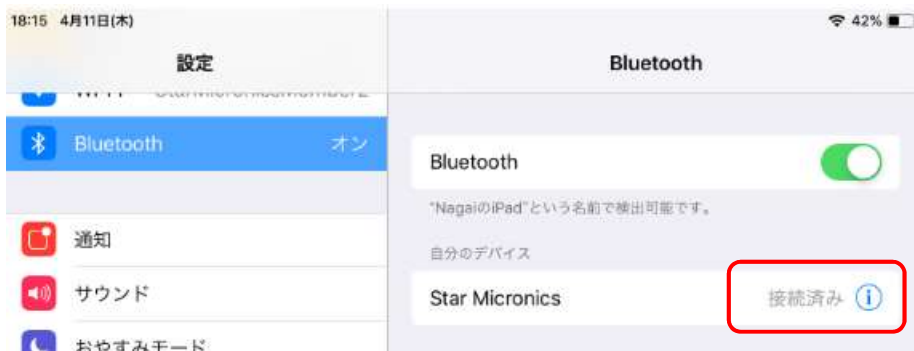 18:15 4月11日(木)
42%
設定
Bluetooth
Bluetooth オン
Bluetooth
"NagaiのiPad"という名前で検出可能です。
通知
自分のデバイス
サウンド
Star Micronics 接続済み
おやすみモード